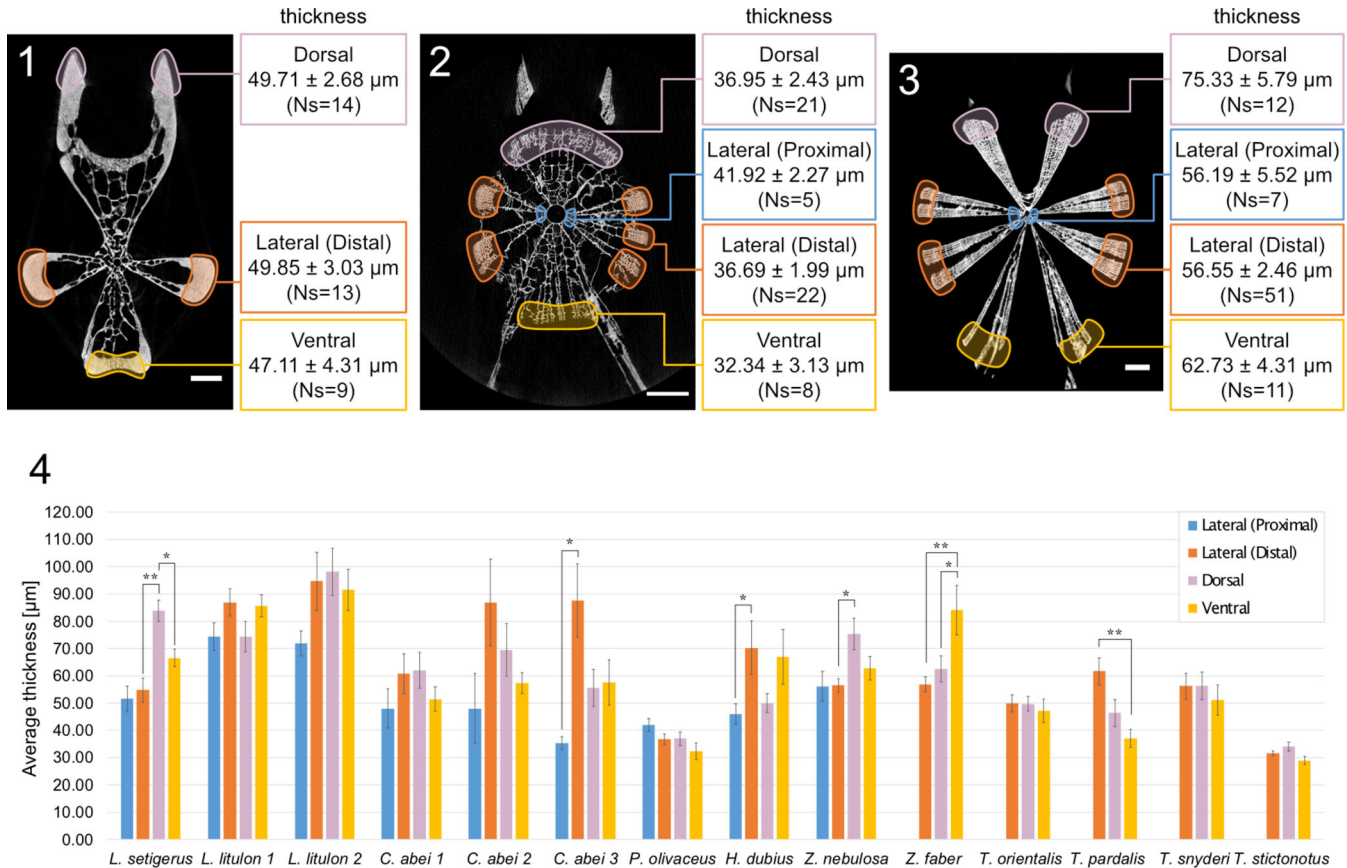 thickness
1
Dorsal
49.71 ± 2.68 µm
(Ns=14)
Lateral (Distal)
49.85 ± 3.03 µm
(Ns=13)
Ventral
47.11 ± 4.31 µm
(Ns=9)
thickness
2
Dorsal
36.95 ± 2.43 µm
(Ns=21)
Lateral (Proximal)
41.92 ± 2.27 µm
(Ns=5)
Lateral (Distal)
36.69 ± 1.99 µm
(Ns=22)
Ventral
32.34 ± 3.13 µm
(Ns=8)
thickness
3
Dorsal
75.33 ± 5.79 µm
(Ns=12)
Lateral (Proximal)
56.19 ± 5.52 µm
(Ns=7)
Lateral (Distal)
56.55 ± 2.46 µm
(Ns=51)
Ventral
62.73 ± 4.31 µm
(Ns=11)
4
Average thickness [µm]
120.00
110.00
100.00
90.00
80.00
70.00
60.00
50.00
40.00
30.00
20.00
10.00
0.00
** *
*
*
*
** *
**
Lateral (Proximal)
Lateral (Distal)
Dorsal
Ventral
L. setigerus L. litulon 1 L. litulon 2 C. abei 1 C. abei 2 C. abei 3 P. olivaceus H. dubius Z. nebulosa Z. faber T. orientalis T. pardalis T. snyderi T. stictonotus